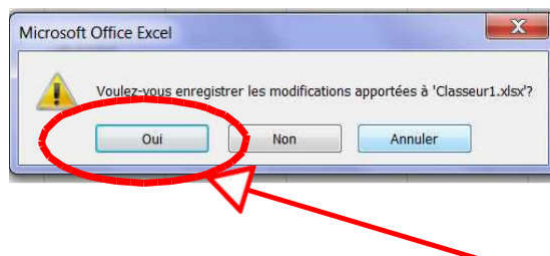 Microsoft Office Excel
Voulez-vous enregistrer les modifications apportées à 'Classeur1.xlsx'?
Oui
Non
Annuler